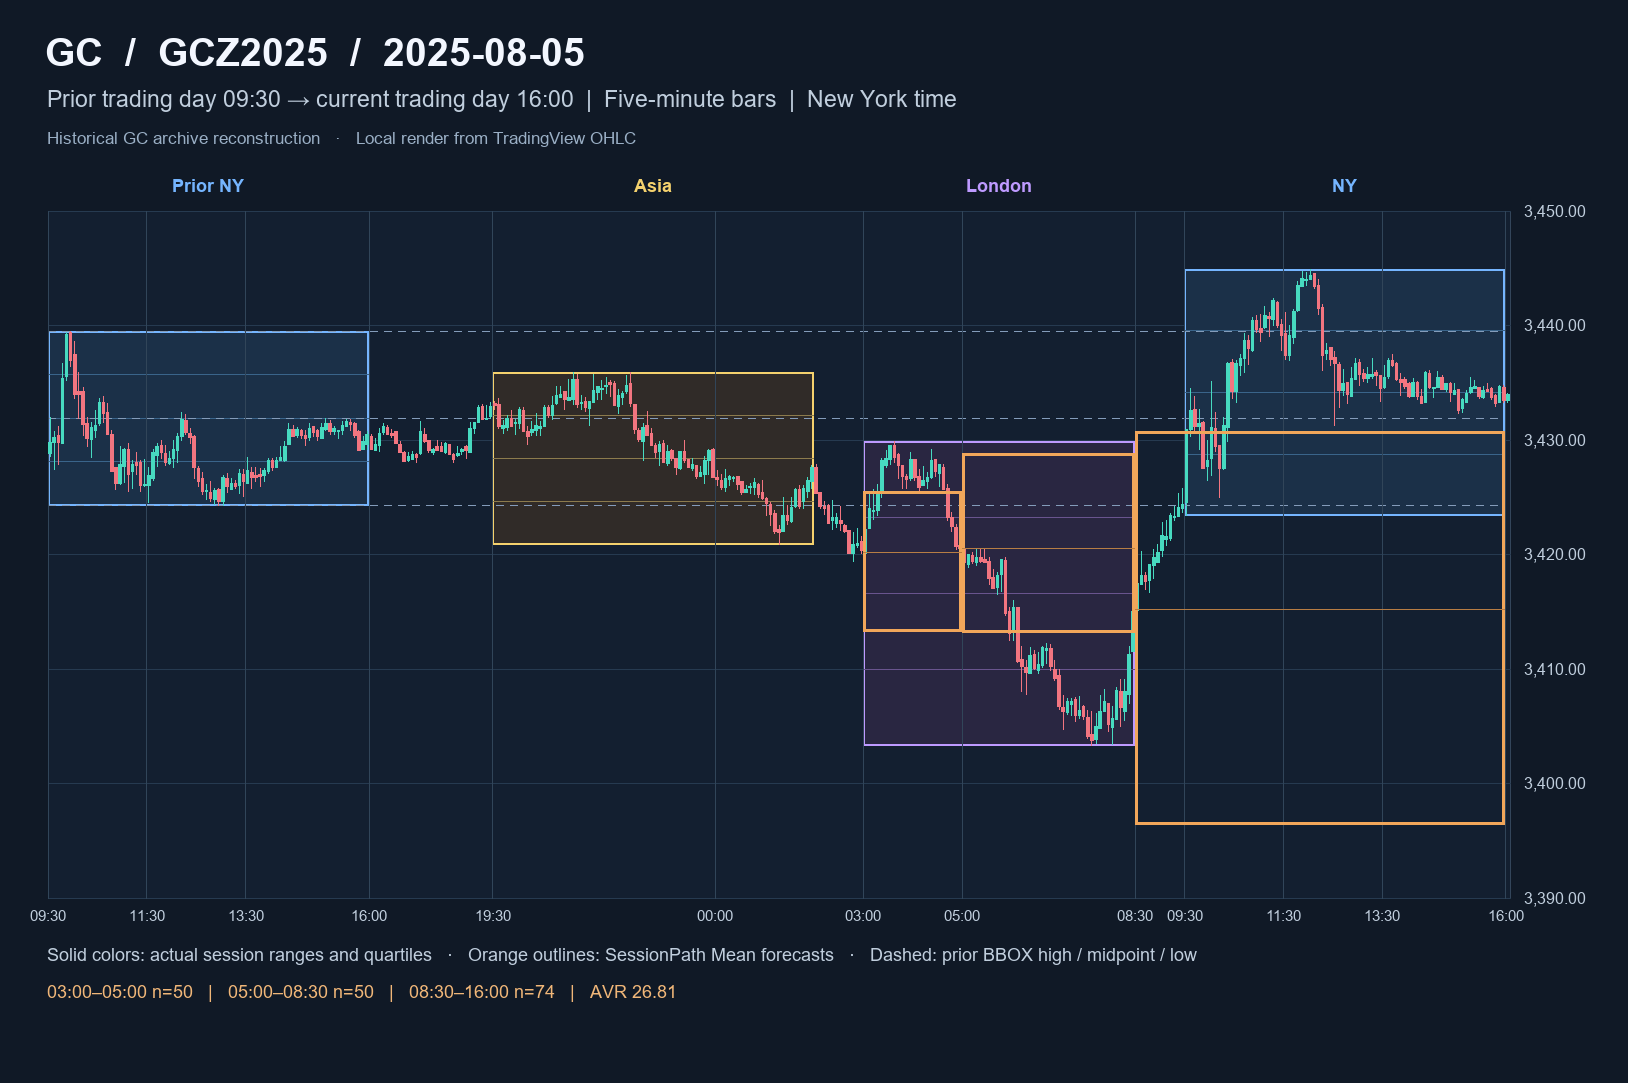 GC / GCZ2025 / 2025-08-05
Prior trading day 09:30 → current trading day 16:00 | Five-minute bars | New York time
Historical GC archive reconstruction · Local render from TradingView OHLC
Prior NY Asia London NY
3,450.00
3,440.00
3,430.00
3,420.00
3,410.00
3,400.00
3,390.00
09:30 11:30 13:30 16:00 19:30 00:00 03:00 05:00 08:30 09:30 11:30 13:30 16:00
Solid colors: actual session ranges and quartiles · Orange outlines: SessionPath Mean forecasts · Dashed: prior BBOX high / midpoint / low
03:00–05:00 n=50 | 05:00–08:30 n=50 | 08:30–16:00 n=74 | AVR 26.81